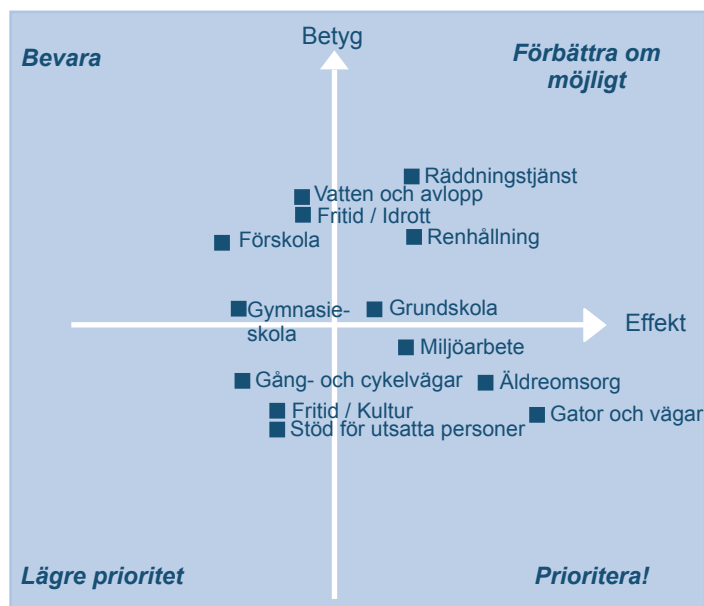 Betyg
Bevara
Förbättra om
möjligt
Räddningstjänst
Vatten och avlopp
Fritid / Idrott
Förskola
Renhållning
Gymnasie-
skola
Grundskola
Effekt
Miljöarbete
Gång- och cykelvägar
Äldreomsorg
Fritid / Kultur
Gator och vägar
Stöd för utsatta personer
Lägre prioritet
Prioritera!